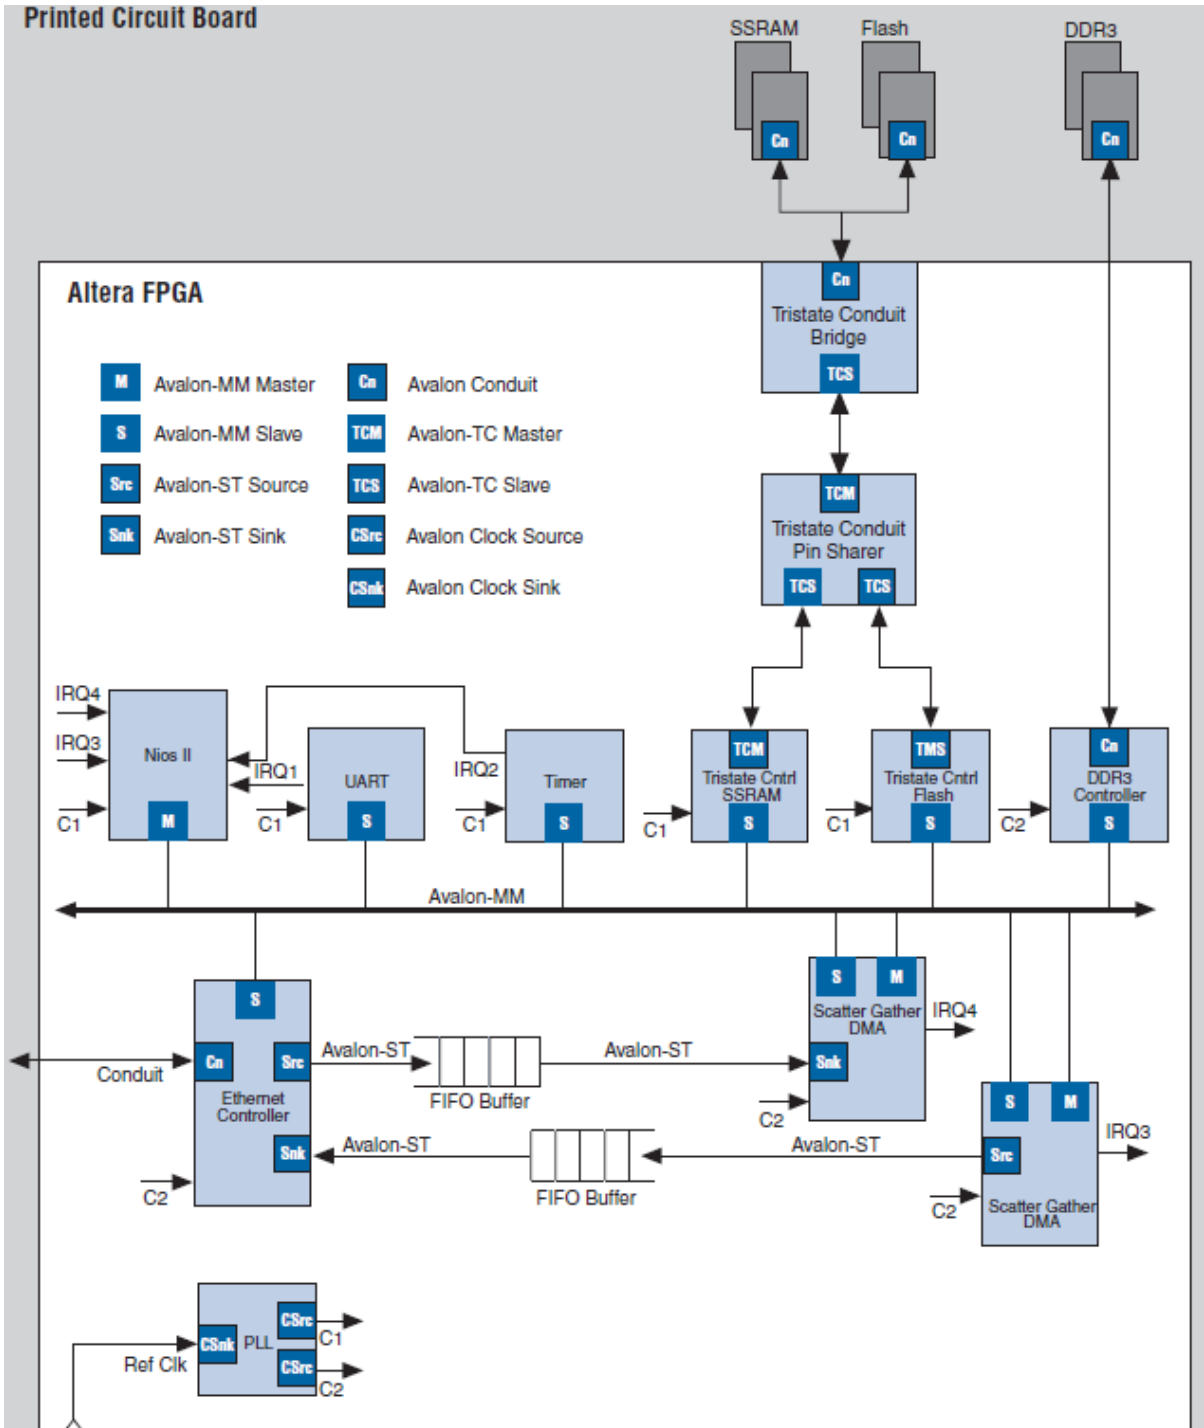 Printed Circuit Board
SSRAM
Flash
DDR3
Cn
Cn
Cn
Altera FPGA
Cn
Tristate Conduit
Bridge
TCS
M Avalon-MM Master
Cn Avalon Conduit
S Avalon-MM Slave
TCM Avalon-TC Master
Src Avalon-ST Source
TCS Avalon-TC Slave
Snk Avalon-ST Sink
CSrc Avalon Clock Source
CSnk Avalon Clock Sink
TCM
Tristate Conduit
Pin Sharer
TCS
TCS
IRQ4
IRQ3
C1
Nios II
M
IRQ1
C1
UART
S
IRQ2
C1
Timer
S
C1
TCM
Tristate Cntrl
SSRAM
S
C1
TMS
Tristate Cntrl
Flash
S
C2
Cn
DDR3
Controller
S
Avalon-MM
S
Conduit
Cn
Src
Ethernet
Controller
Snk
C2
Avalon-ST
FIFO Buffer
Avalon-ST
S
M
Scatter Gather
DMA
IRQ4
Snk
C2
Avalon-ST
FIFO Buffer
Avalon-ST
S
M
IRQ3
Src
C2
Scatter Gather
DMA
Ref Clk
CSnk
PLL
CSrc
C1
CSrc
C2